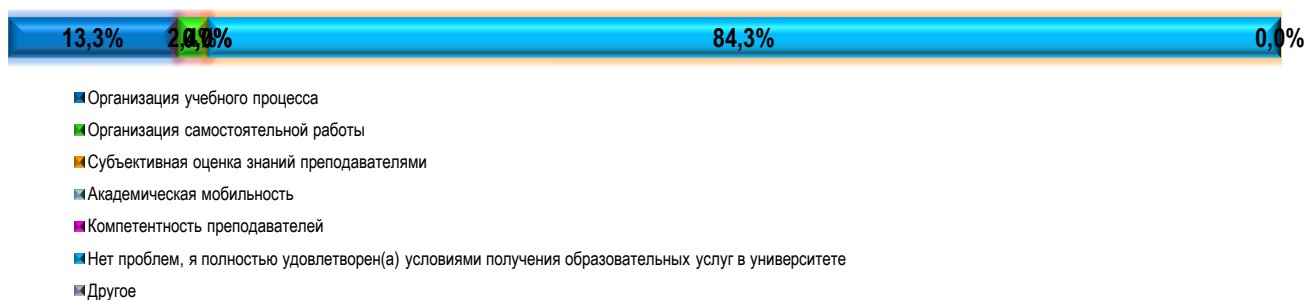 13,3% 84,3% 0,0%
Организация учебного процесса
Организация самостоятельной работы
Субъективная оценка знаний преподавателями
Академическая мобильность
Компетентность преподавателей
Нет проблем, я полностью удовлетворен(а) условиями получения образовательных услуг в университете
Другое